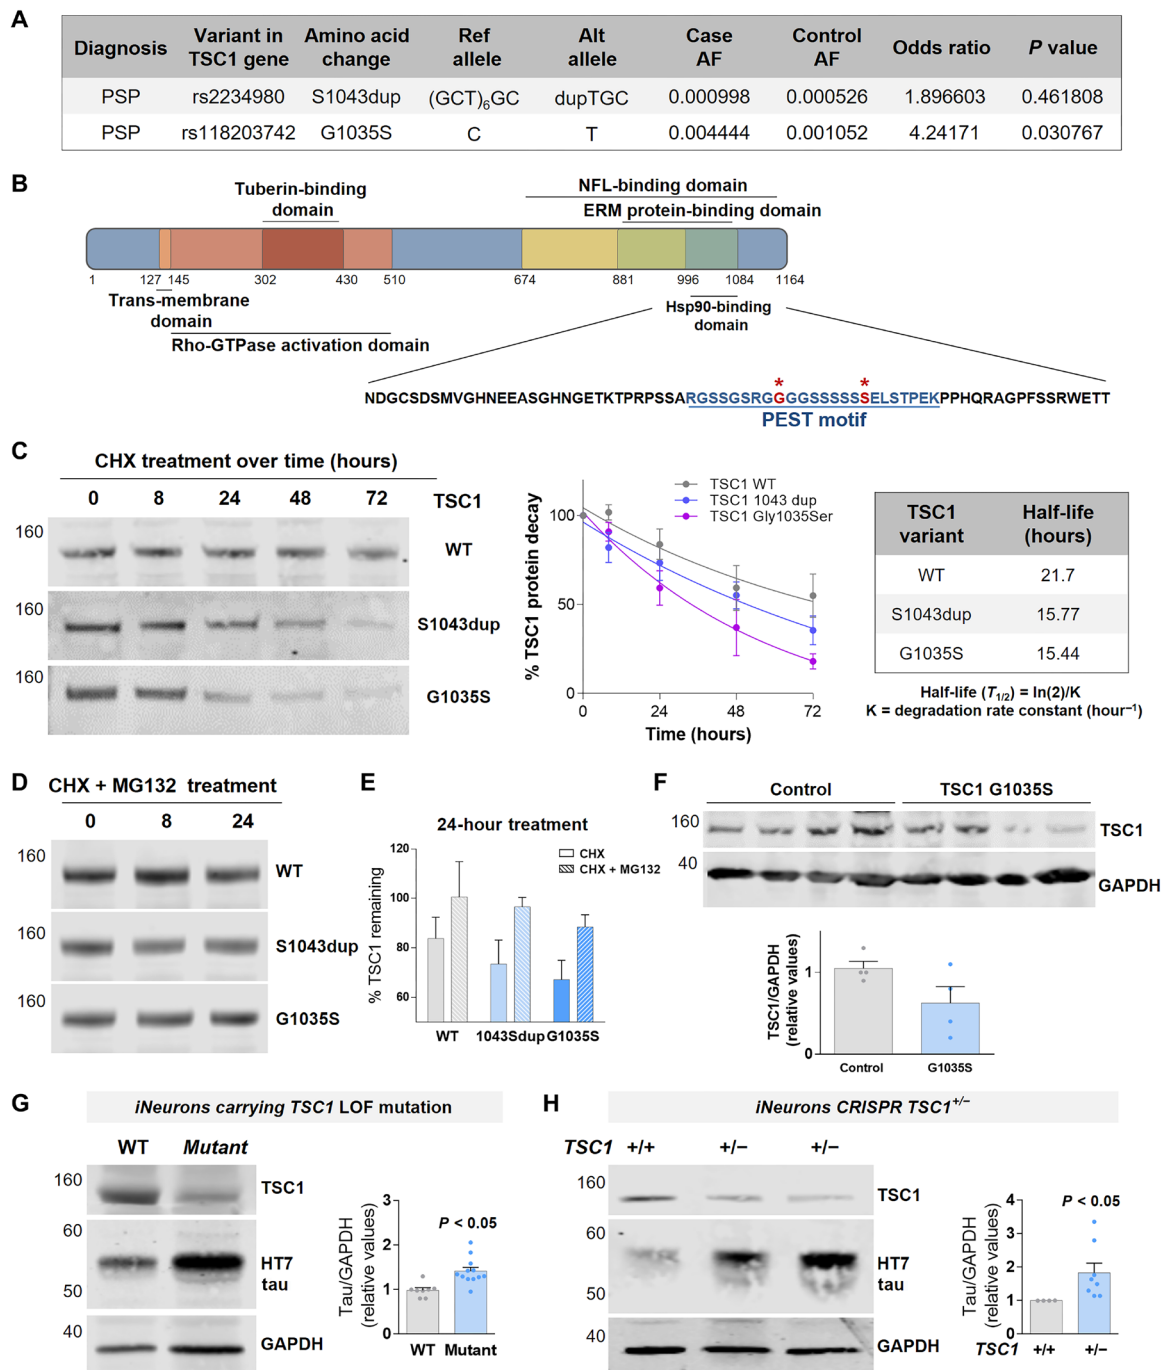 A
Diagnosis
Variant in
TSC1 gene
Amino acid
change
Ref
allele
Alt
allele
Case
AF
Control
AF
Odds ratio
P value
PSP rs2234980 S1043dup (GCT)₆GC dupTGC 0.000998 0.000526 1.896603 0.461808
PSP rs118203742 G1035S C T 0.004444 0.001052 4.24171 0.030767
B
Tuberin-binding
domain
NFL-binding domain
ERM protein-binding domain
1 127 145 302 430 510 674 881 996 1084 1164
Trans-membrane
domain
Rho-GTPase activation domain
Hsp90-binding
domain
* *
NDGCSDSMVGHNEEASGHNGETKTPRPSSARGSSGSRGGGGSSSSSSELSTPEKPPHQRAGPFSSRWETT
PEST motif
C
CHX treatment over time (hours)
0 8 24 48 72 TSC1
160
WT
160
S1043dup
160
G1035S
TSC1 WT
TSC1 1043 dup
TSC1 Gly1035Ser
% TSC1 protein decay
100
50
0
0 24 48 72
Time (hours)
TSC1
variant
Half-life
(hours)
WT 21.7
S1043dup 15.77
G1035S 15.44
Half-life (T₁/₂) = ln(2)/K
K = degradation rate constant (hour⁻¹)
D
CHX + MG132 treatment
0 8 24
160
WT
160
S1043dup
160
G1035S
E
24-hour treatment
CHX
CHX + MG132
% TSC1 remaining
120
100
80
60
WT 1043Sdup G1035S
F
Control TSC1 G1035S
160
TSC1
40
GAPDH
TSC1/GAPDH
(relative values)
1
0
Control G1035S
G
iNeurons carrying TSC1 LOF mutation
WT Mutant
160
TSC1
60
HT7
tau
50
40
GAPDH
Tau/GAPDH
(relative values)
3
2
1
0
P < 0.05
WT Mutant
H
iNeurons CRISPR TSC1⁺/⁻
TSC1 +/+ +/− +/−
160
TSC1
60
HT7
tau
50
40
GAPDH
Tau/GAPDH
(relative values)
4
3
2
1
0
P < 0.05
TSC1 +/+ +/−